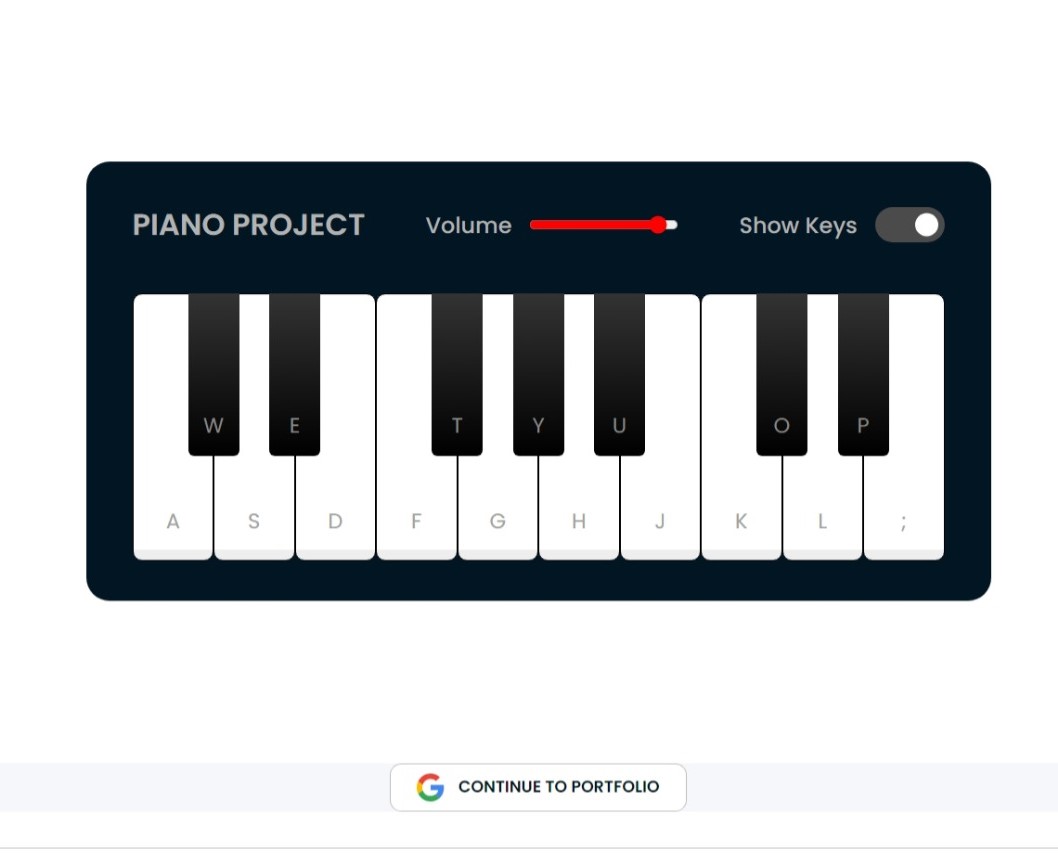 PIANO PROJECT Volume Show Keys
W E T Y U O P
A S D F G H J K L ;
CONTINUE TO PORTFOLIO